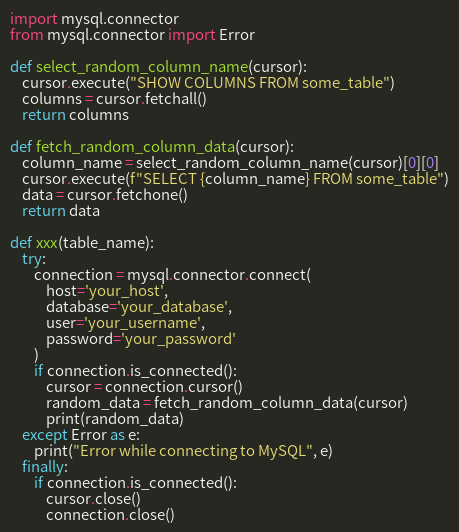 import mysql.connector
from mysql.connector import Error

def select_random_column_name(cursor):
    cursor.execute("SHOW COLUMNS FROM some_table")
    columns = cursor.fetchall()
    return columns

def fetch_random_column_data(cursor):
    column_name = select_random_column_name(cursor)[0][0]
    cursor.execute(f"SELECT {column_name} FROM some_table")
    data = cursor.fetchone()
    return data

def xxx(table_name):
    try:
        connection = mysql.connector.connect(
            host='your_host',
            database='your_database',
            user='your_username',
            password='your_password'
        )
        if connection.is_connected():
            cursor = connection.cursor()
            random_data = fetch_random_column_data(cursor)
            print(random_data)
    except Error as e:
        print("Error while connecting to MySQL", e)
    finally:
        if connection.is_connected():
            cursor.close()
            connection.close()